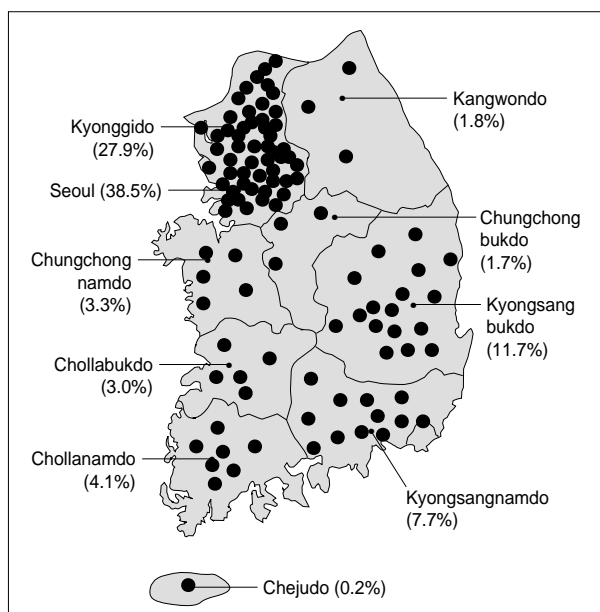 Kangwondo
(1.8%)
Kyonggido
(27.9%)
Seoul (38.5%)
Chungchong
bukdo
(1.7%)
Chungchong
namdo
(3.3%)
Kyongsang
bukdo
(11.7%)
Chollabukdo
(3.0%)
Chollanamdo
(4.1%)
Kyongsangnamdo
(7.7%)
Chejudo (0.2%)